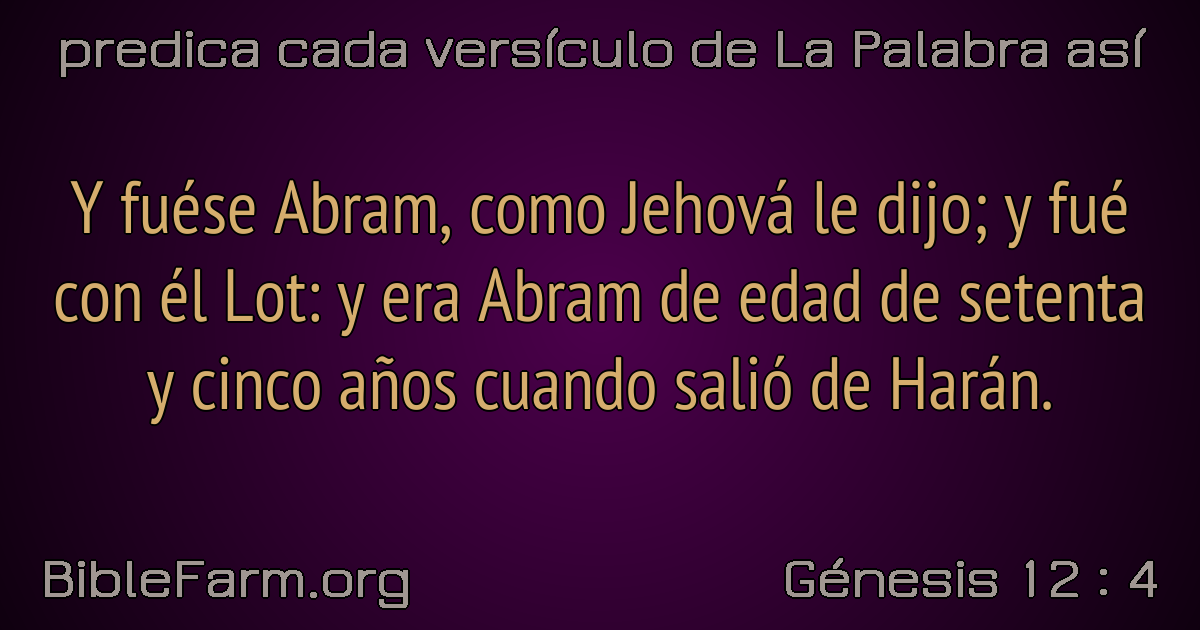 predica cada versículo de La Palabra así
Y fuése Abram, como Jehová le dijo; y fué
con él Lot: y era Abram de edad de setenta
y cinco años cuando salió de Harán.
BibleFarm.org
Génesis 12 : 4